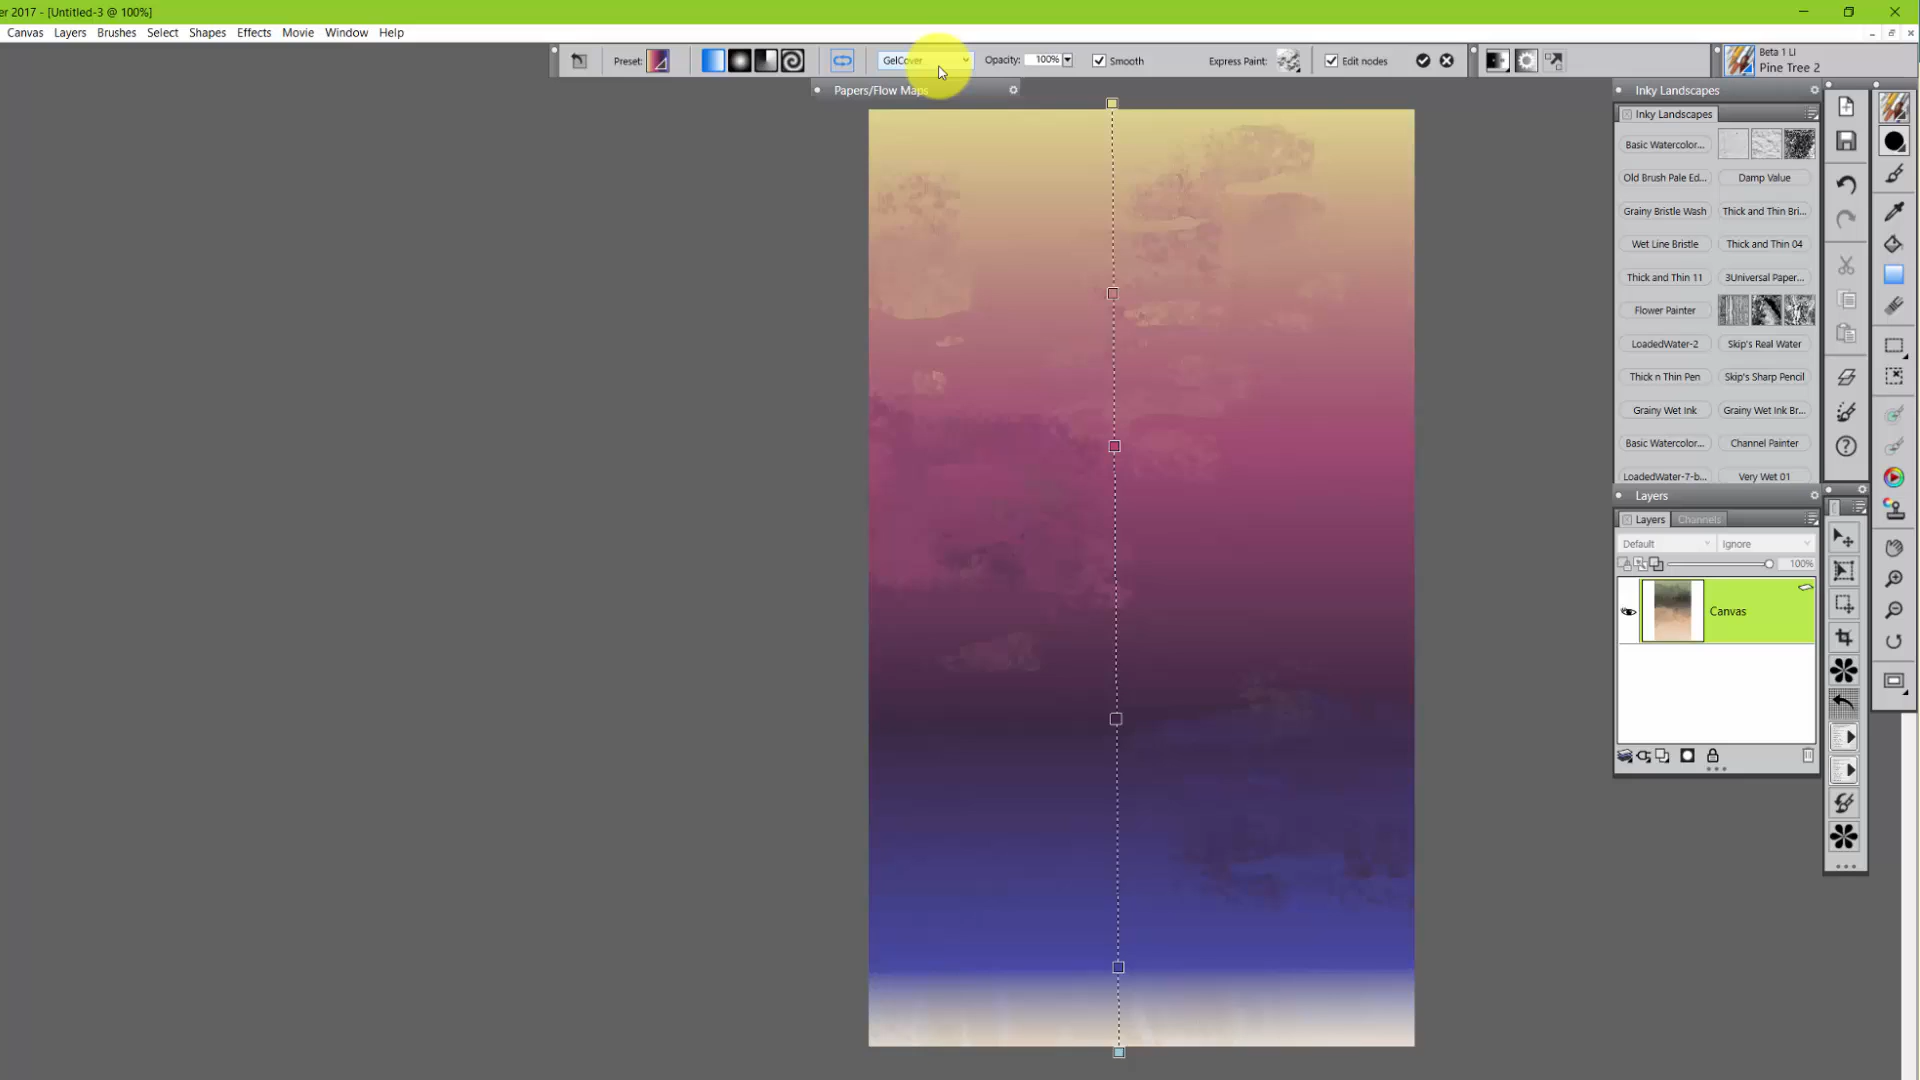 er 2017 - [Untitled-3 @ 100%]
Canvas Layers Brushes Select Shapes Effects Movie Window Help
Preset: GelCover Opacity: 100% Smooth Express Paint: Edit nodes
Beta 1 LI
Pine Tree 2
Papers/Flow Maps
Inky Landscapes
Inky Landscapes
Basic Watercolor...
Old Brush Pale Ed... Damp Value
Grainy Bristle Wash Thick and Thin Bri...
Wet Line Bristle Thick and Thin 04
Thick and Thin 11 3Universal Paper...
Flower Painter
LoadedWater-2 Skip's Real Water
Thick n Thin Pen Skip's Sharp Pencil
Grainy Wet Ink Grainy Wet Ink Br...
Basic Watercolor... Channel Painter
LoadedWater-7-b... Very Wet 01
Layers
Layers Channels
Default Ignore
100%
Canvas